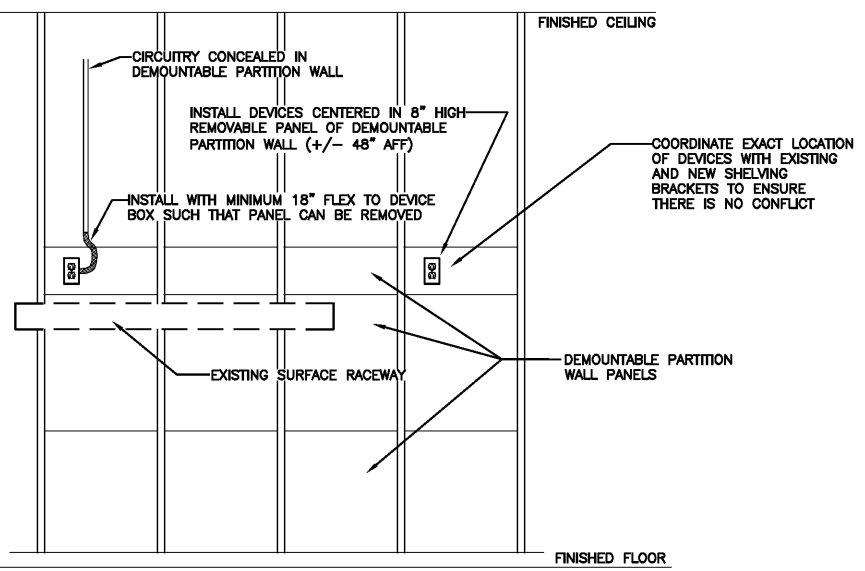 FINISHED CEILING
CIRCUITRY CONCEALED IN
DEMOUNTABLE PARTITION WALL
INSTALL DEVICES CENTERED IN 8" HIGH
REMOVABLE PANEL OF DEMOUNTABLE
PARTITION WALL (+/- 48" AFF)
COORDINATE EXACT LOCATION
OF DEVICES WITH EXISTING
AND NEW SHELVING
BRACKETS TO ENSURE
THERE IS NO CONFLICT
INSTALL WITH MINIMUM 18" FLEX TO DEVICE
BOX SUCH THAT PANEL CAN BE REMOVED
DEMOUNTABLE PARTITION
WALL PANELS
EXISTING SURFACE RACEWAY
FINISHED FLOOR